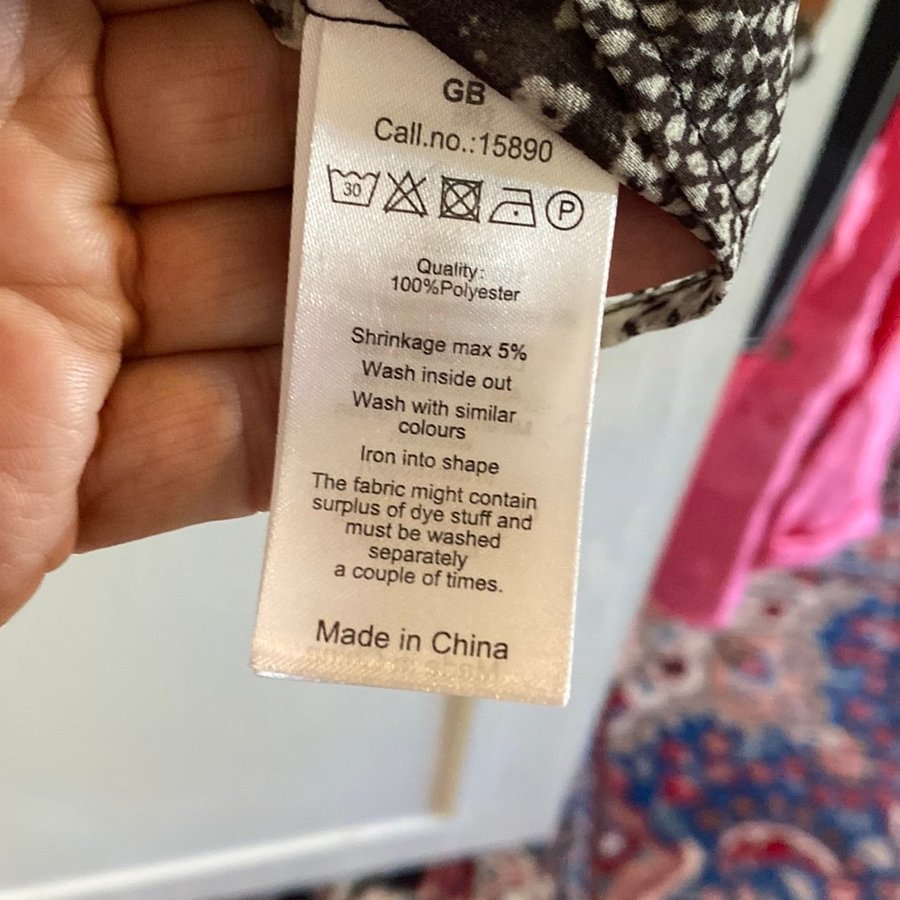 GB
Call.no.:15890
30
P
Quality:
100%Polyester
Shrinkage max 5%
Wash inside out
Wash with similar
colours
Iron into shape
The fabric might contain
surplus of dye stuff and
must be washed
separately
a couple of times.
Made in China